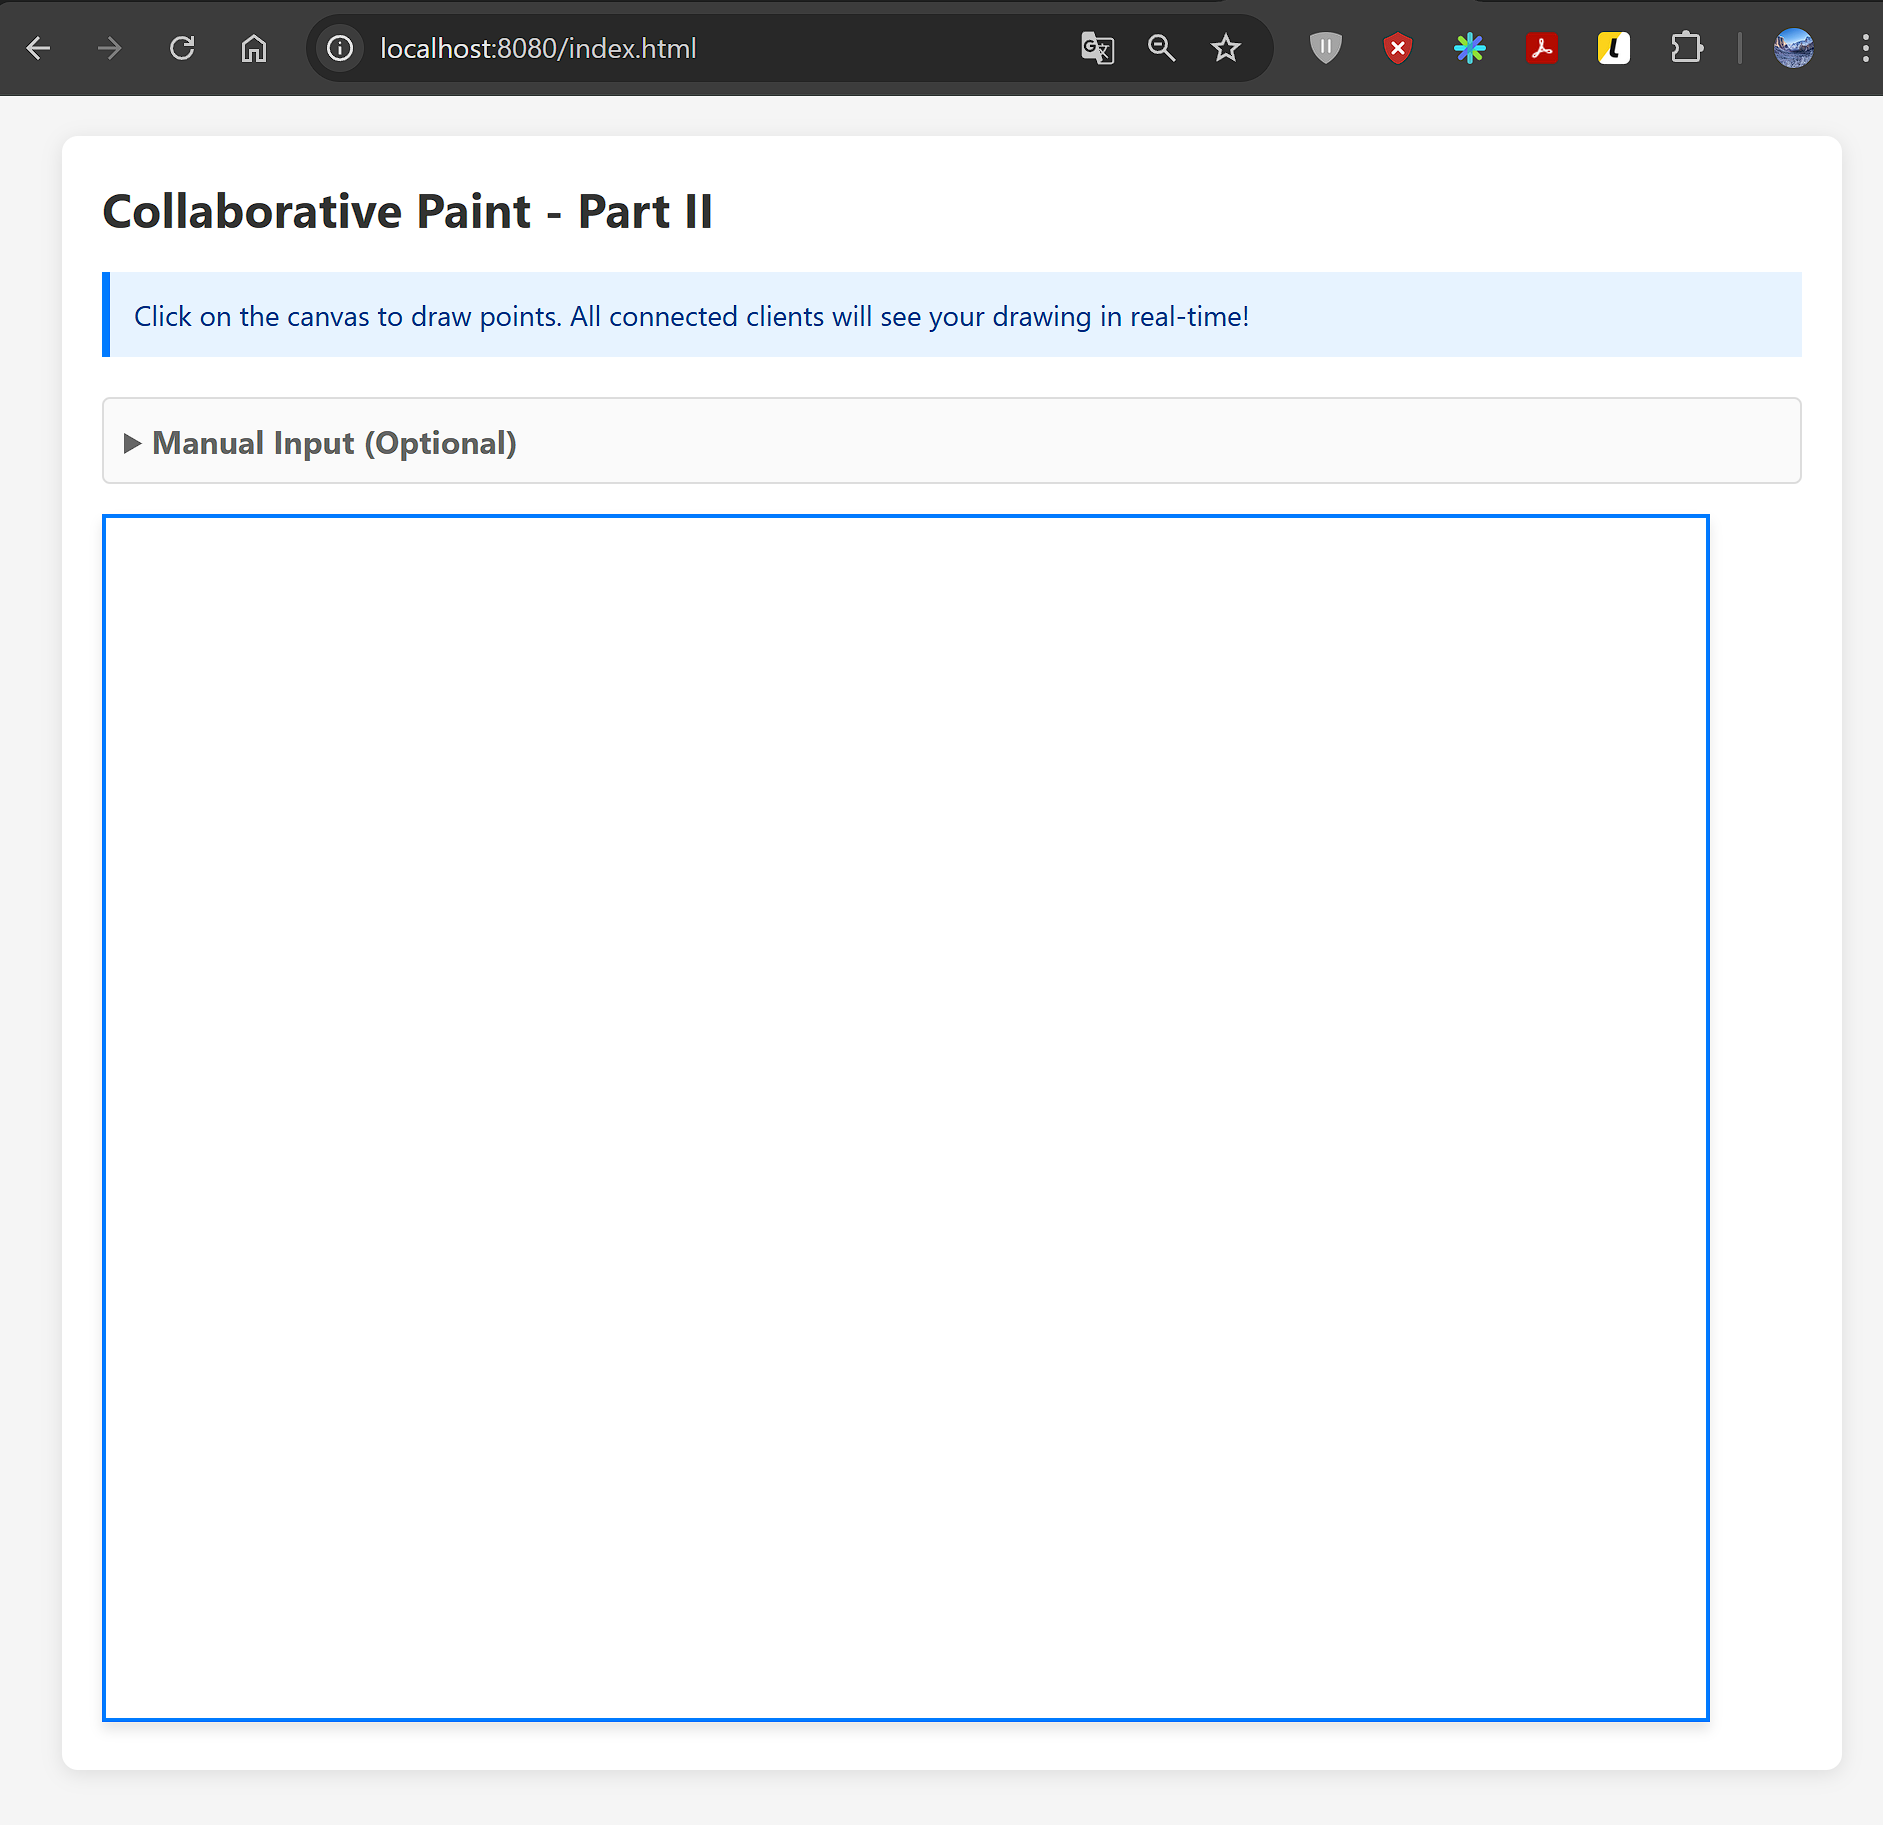 localhost:8080/index.html
Collaborative Paint - Part II
Click on the canvas to draw points. All connected clients will see your drawing in real-time!
Manual Input (Optional)